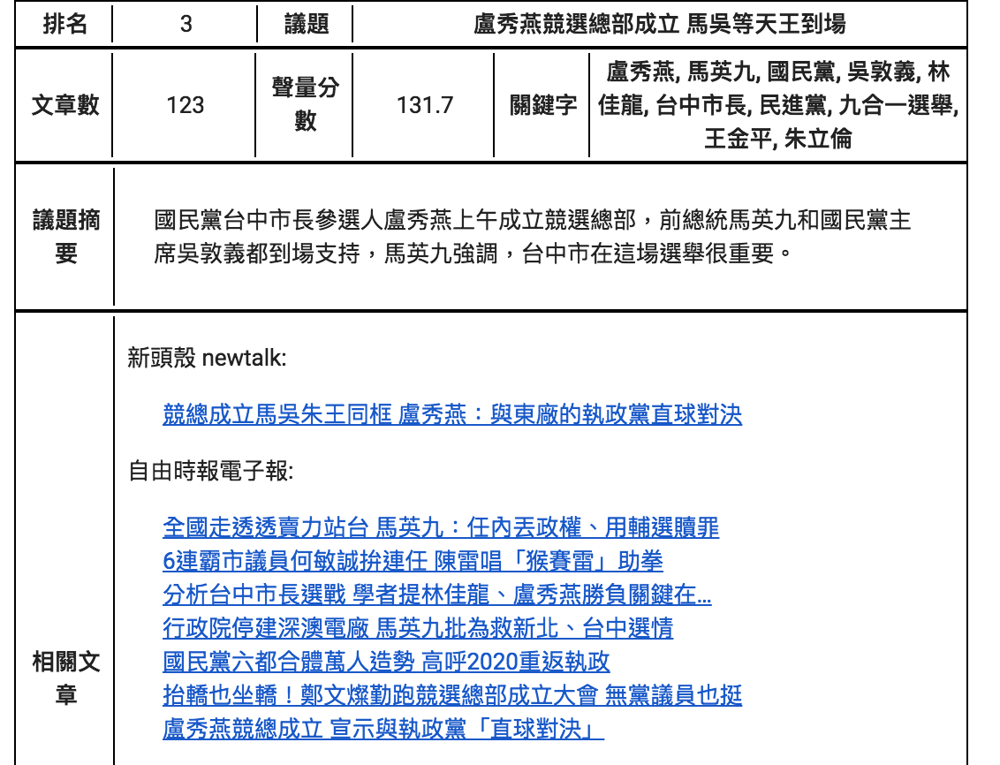 排名 3 議題 盧秀燕競選總部成立 馬吳等天王到場
文章數 123 聲量分數 131.7 關鍵字 盧秀燕, 馬英九, 國民黨, 吳敦義, 林
佳龍, 台中市長, 民進黨, 九合一選舉,
王金平, 朱立倫
議題摘要
國民黨台中市長參選人盧秀燕上午成立競選總部，前總統馬英九和國民黨主
席吳敦義都到場支持，馬英九強調，台中市在這場選舉很重要。
相關文章
新頭殼 newtalk:
競總成立馬吳朱王同框 盧秀燕：與東廠的執政黨直球對決
自由時報電子報:
全國走透透賣力站台 馬英九：任內丟政權、用輔選贖罪
6連霸市議員何敏誠拚連任 陳雷唱「猴賽雷」助拳
分析台中市長選戰 學者提林佳龍、盧秀燕勝負關鍵在...
行政院停建深澳電廠 馬英九批為救新北、台中選情
國民黨六都合體萬人造勢 高呼2020重返執政
抬轎也坐轎！鄭文燦勤跑競選總部成立大會 無黨議員也挺
盧秀燕競總成立 宣示與執政黨「直球對決」